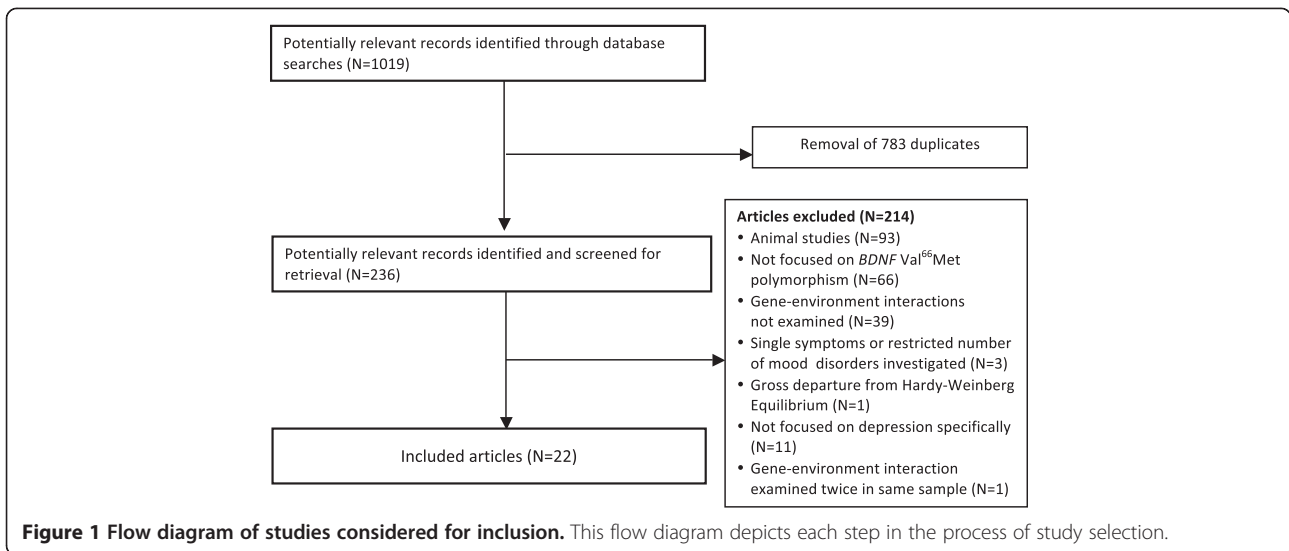 Potentially relevant records identified through database
searches (N=1019)
Removal of 783 duplicates
Potentially relevant records identified and screened for
retrieval (N=236)
Articles excluded (N=214)
• Animal studies (N=93)
• Not focused on BDNF Val⁶⁶Met
polymorphism (N=66)
• Gene-environment interactions
not examined (N=39)
• Single symptoms or restricted number
of mood disorders investigated (N=3)
• Gross departure from Hardy-Weinberg
Equilibrium (N=1)
• Not focused on depression specifically
(N=11)
• Gene-environment interaction
examined twice in same sample (N=1)
Included articles (N=22)
Figure 1 Flow diagram of studies considered for inclusion. This flow diagram depicts each step in the process of study selection.